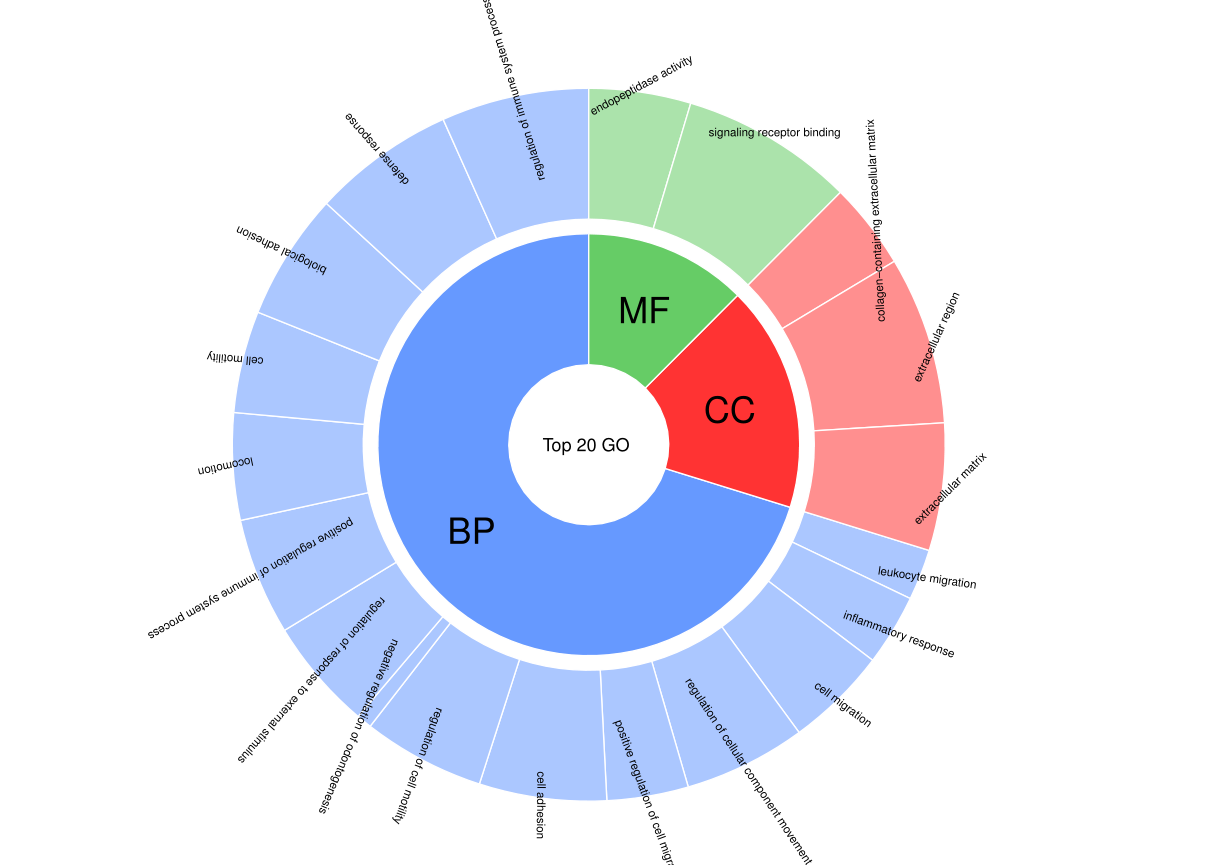 Top 20 GO
MF
CC
BP
endopeptidase activity
signaling receptor binding
collagen−containing extracellular matrix
extracellular region
extracellular matrix
leukocyte migration
inflammatory response
cell migration
regulation of cellular component movement
positive regulation of cell migr
cell adhesion
regulation of cell motility
negative regulation of odontogenesis
regulation of response to external stimulus
positive regulation of immune system process
locomotion
cell motility
biological adhesion
defense response
regulation of immune system process